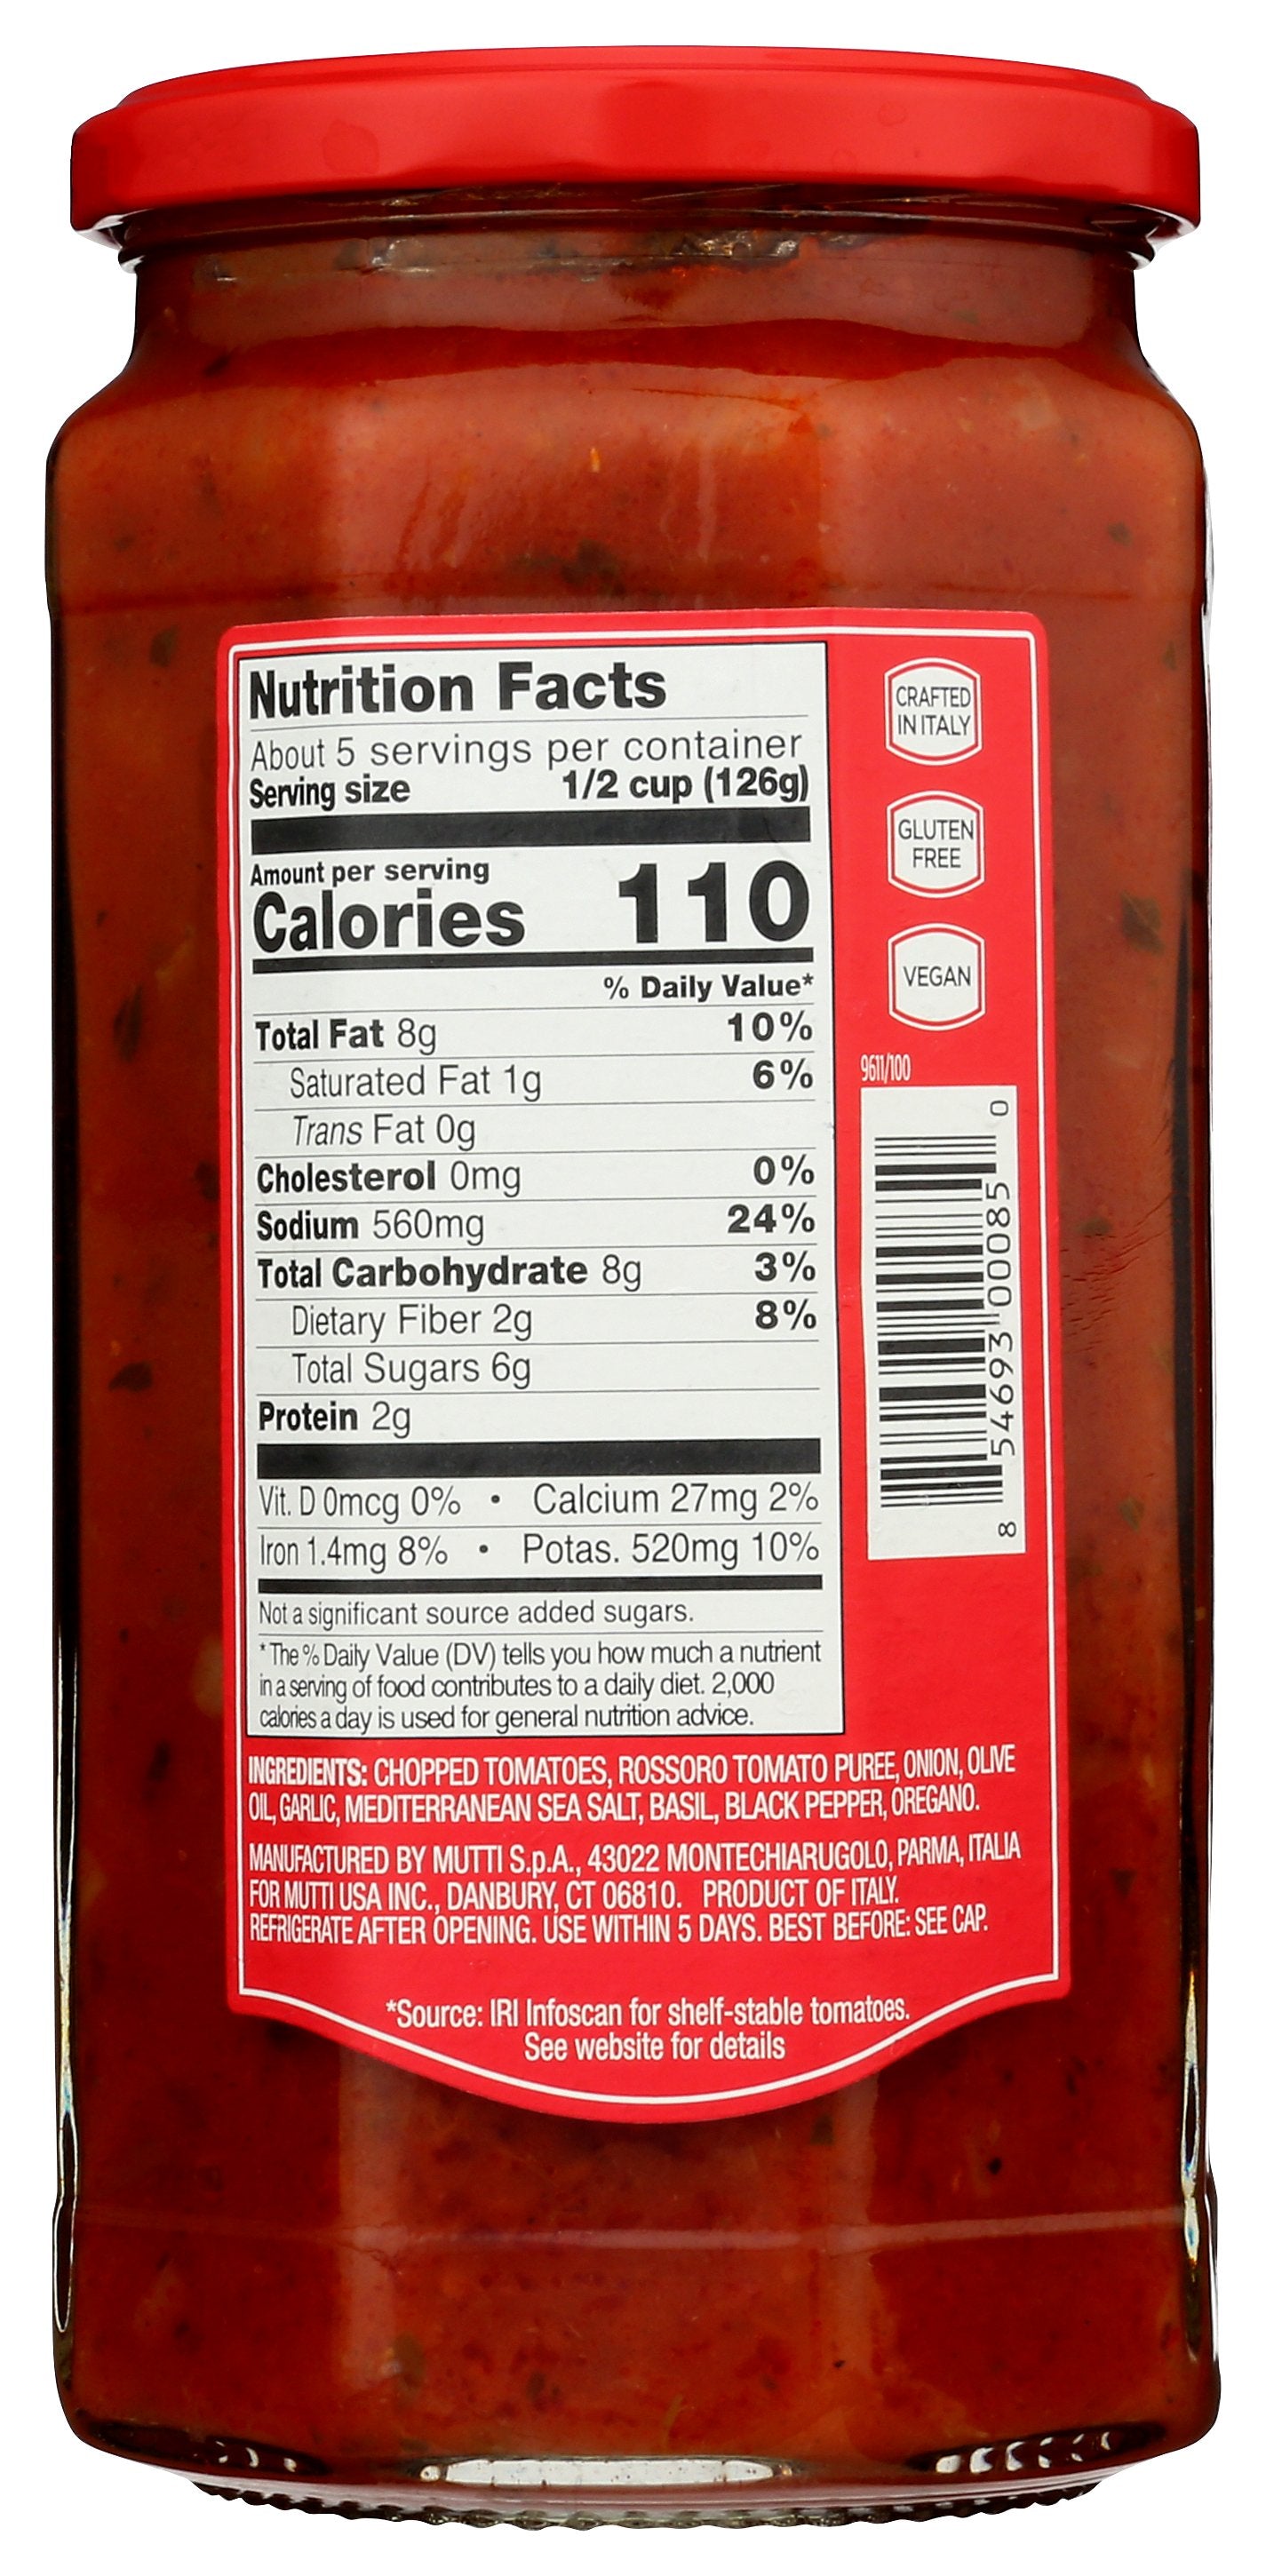 Nutrition Facts
About 5 servings per container
Serving size 1/2 cup (126g)
Amount per serving
Calories 110
% Daily Value*
Total Fat 8g 10%
Saturated Fat 1g 6%
Trans Fat 0g
Cholesterol 0mg 0%
Sodium 560mg 24%
Total Carbohydrate 8g 3%
Dietary Fiber 2g 8%
Total Sugars 6g
Protein 2g
Vit. D 0mcg 0% • Calcium 27mg 2%
Iron 1.4mg 8% • Potas. 520mg 10%
Not a significant source added sugars.
*The % Daily Value (DV) tells you how much a nutrient
in a serving of food contributes to a daily diet. 2,000
calories a day is used for general nutrition advice.
CRAFTED
IN ITALY
GLUTEN
FREE
VEGAN
9611/100
8 54693 00085 0
INGREDIENTS: CHOPPED TOMATOES, ROSSORO TOMATO PUREE, ONION, OLIVE
OIL, GARLIC, MEDITERRANEAN SEA SALT, BASIL, BLACK PEPPER, OREGANO.
MANUFACTURED BY MUTTI S.p.A., 43022 MONTECHIARUGOLO, PARMA, ITALIA
FOR MUTTI USA INC., DANBURY, CT 06810. PRODUCT OF ITALY.
REFRIGERATE AFTER OPENING. USE WITHIN 5 DAYS. BEST BEFORE: SEE CAP.
*Source: IRI Infoscan for shelf-stable tomatoes.
See website for details